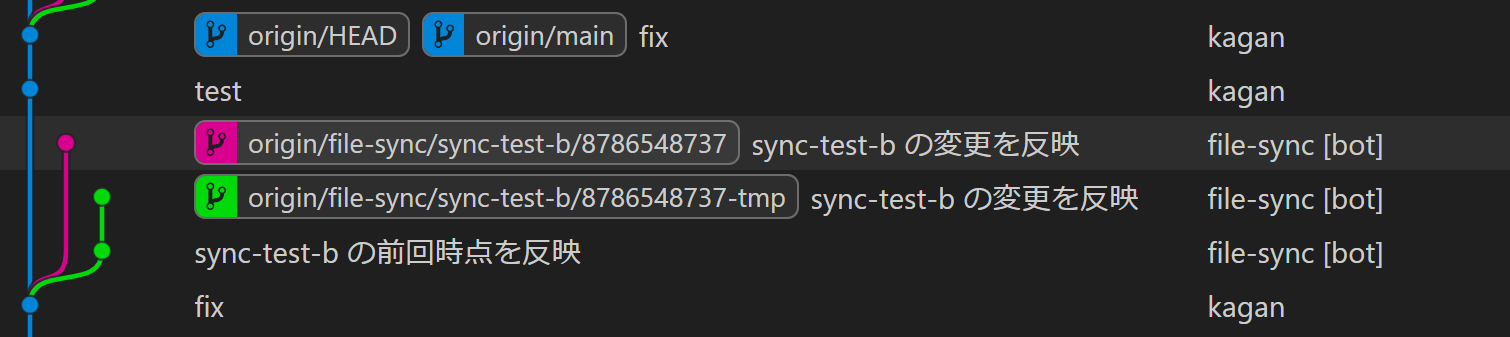 origin/HEAD origin/main fix kagan
test kagan
origin/file-sync/sync-test-b/8786548737 sync-test-b の変更を反映 file-sync [bot]
origin/file-sync/sync-test-b/8786548737-tmp sync-test-b の変更を反映 file-sync [bot]
sync-test-b の前回時点を反映 file-sync [bot]
fix kagan